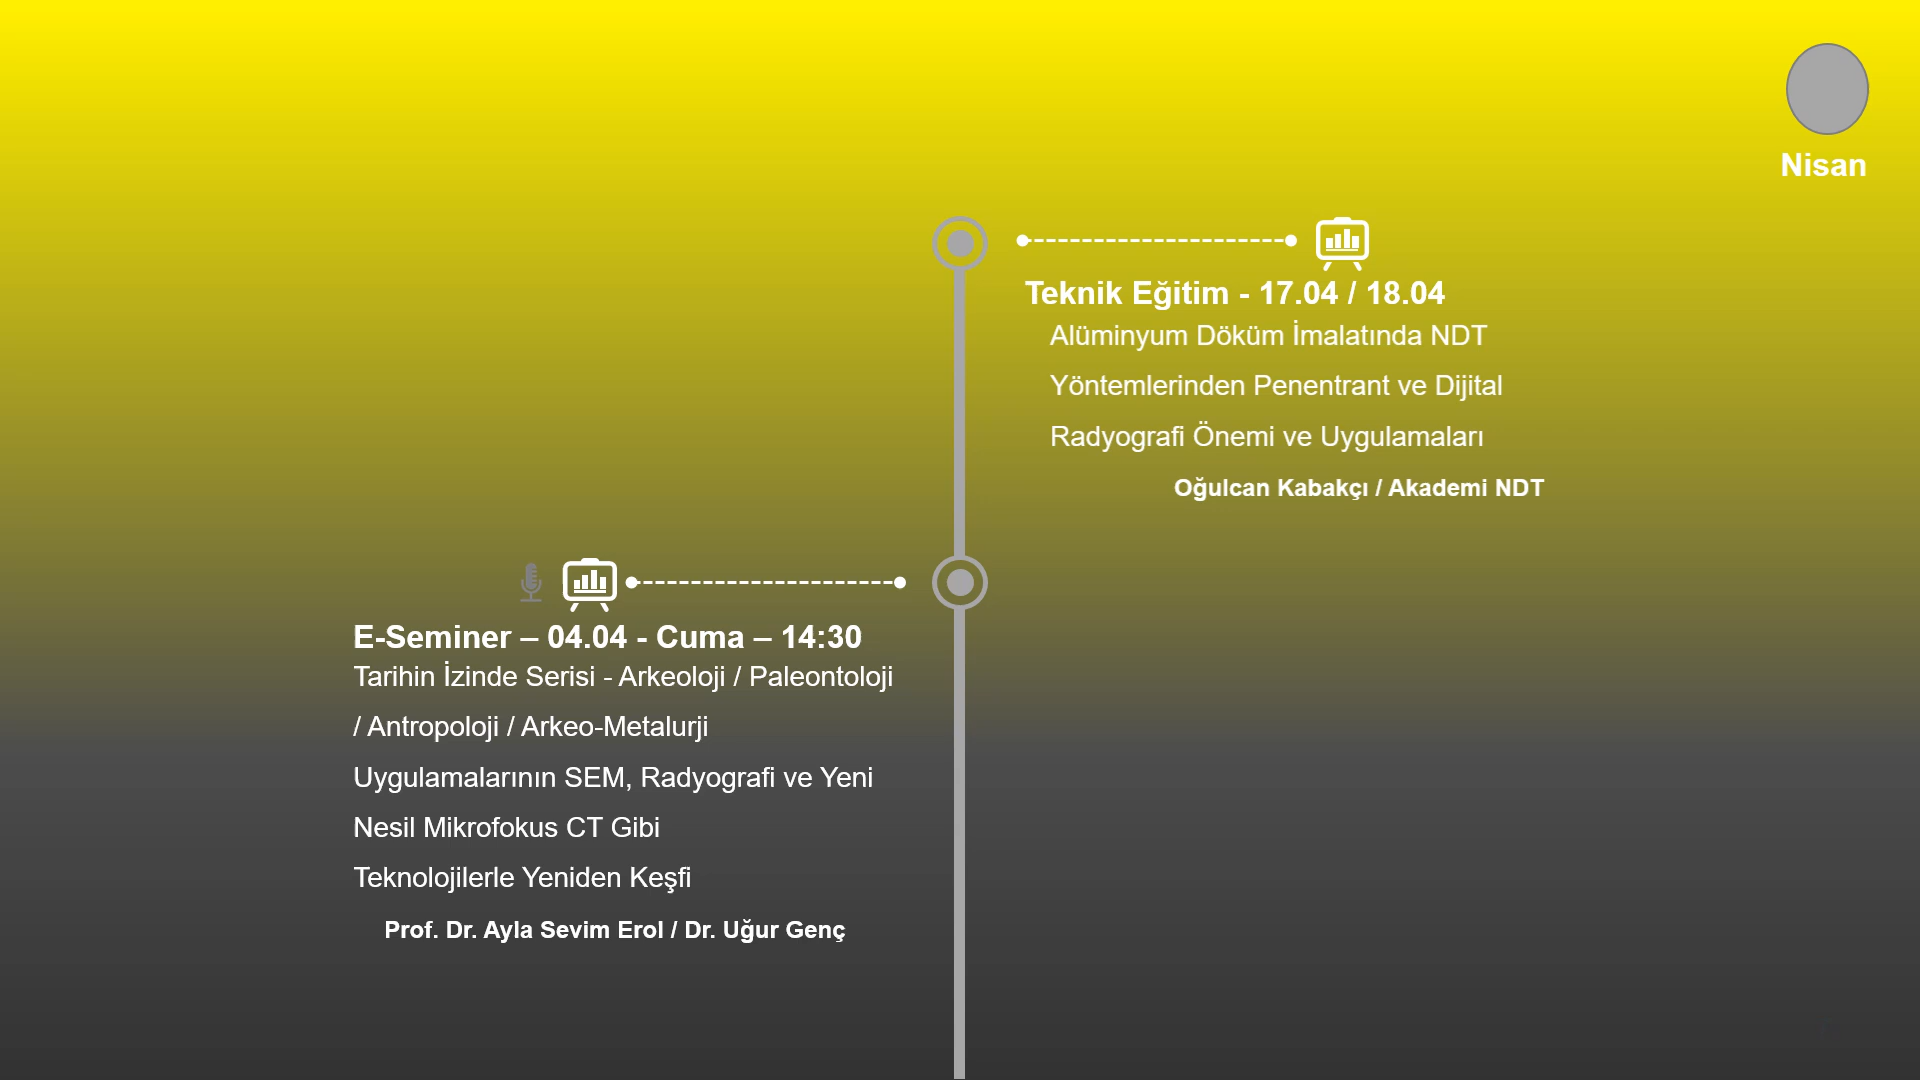 Nisan
Teknik Eğitim - 17.04 / 18.04
Alüminyum Döküm İmalatında NDT
Yöntemlerinden Penentrant ve Dijital
Radyografi Önemi ve Uygulamaları
Oğulcan Kabakçı / Akademi NDT
E-Seminer – 04.04 - Cuma – 14:30
Tarihin İzinde Serisi - Arkeoloji / Paleontoloji
/ Antropoloji / Arkeo-Metalurji
Uygulamalarının SEM, Radyografi ve Yeni
Nesil Mikrofokus CT Gibi
Teknolojilerle Yeniden Keşfi
Prof. Dr. Ayla Sevim Erol / Dr. Uğur Genç